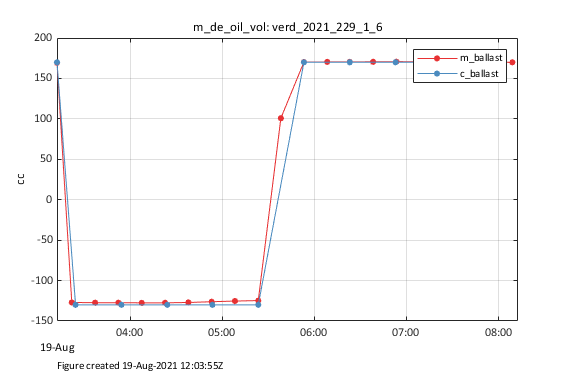 m_de_oil_vol: verd_2021_229_1_6
200
150
100
50
0
-50
-100
-150
cc
m_ballast
c_ballast
04:00
05:00
06:00
07:00
08:00
19-Aug
Figure created 19-Aug-2021 12:03:55Z